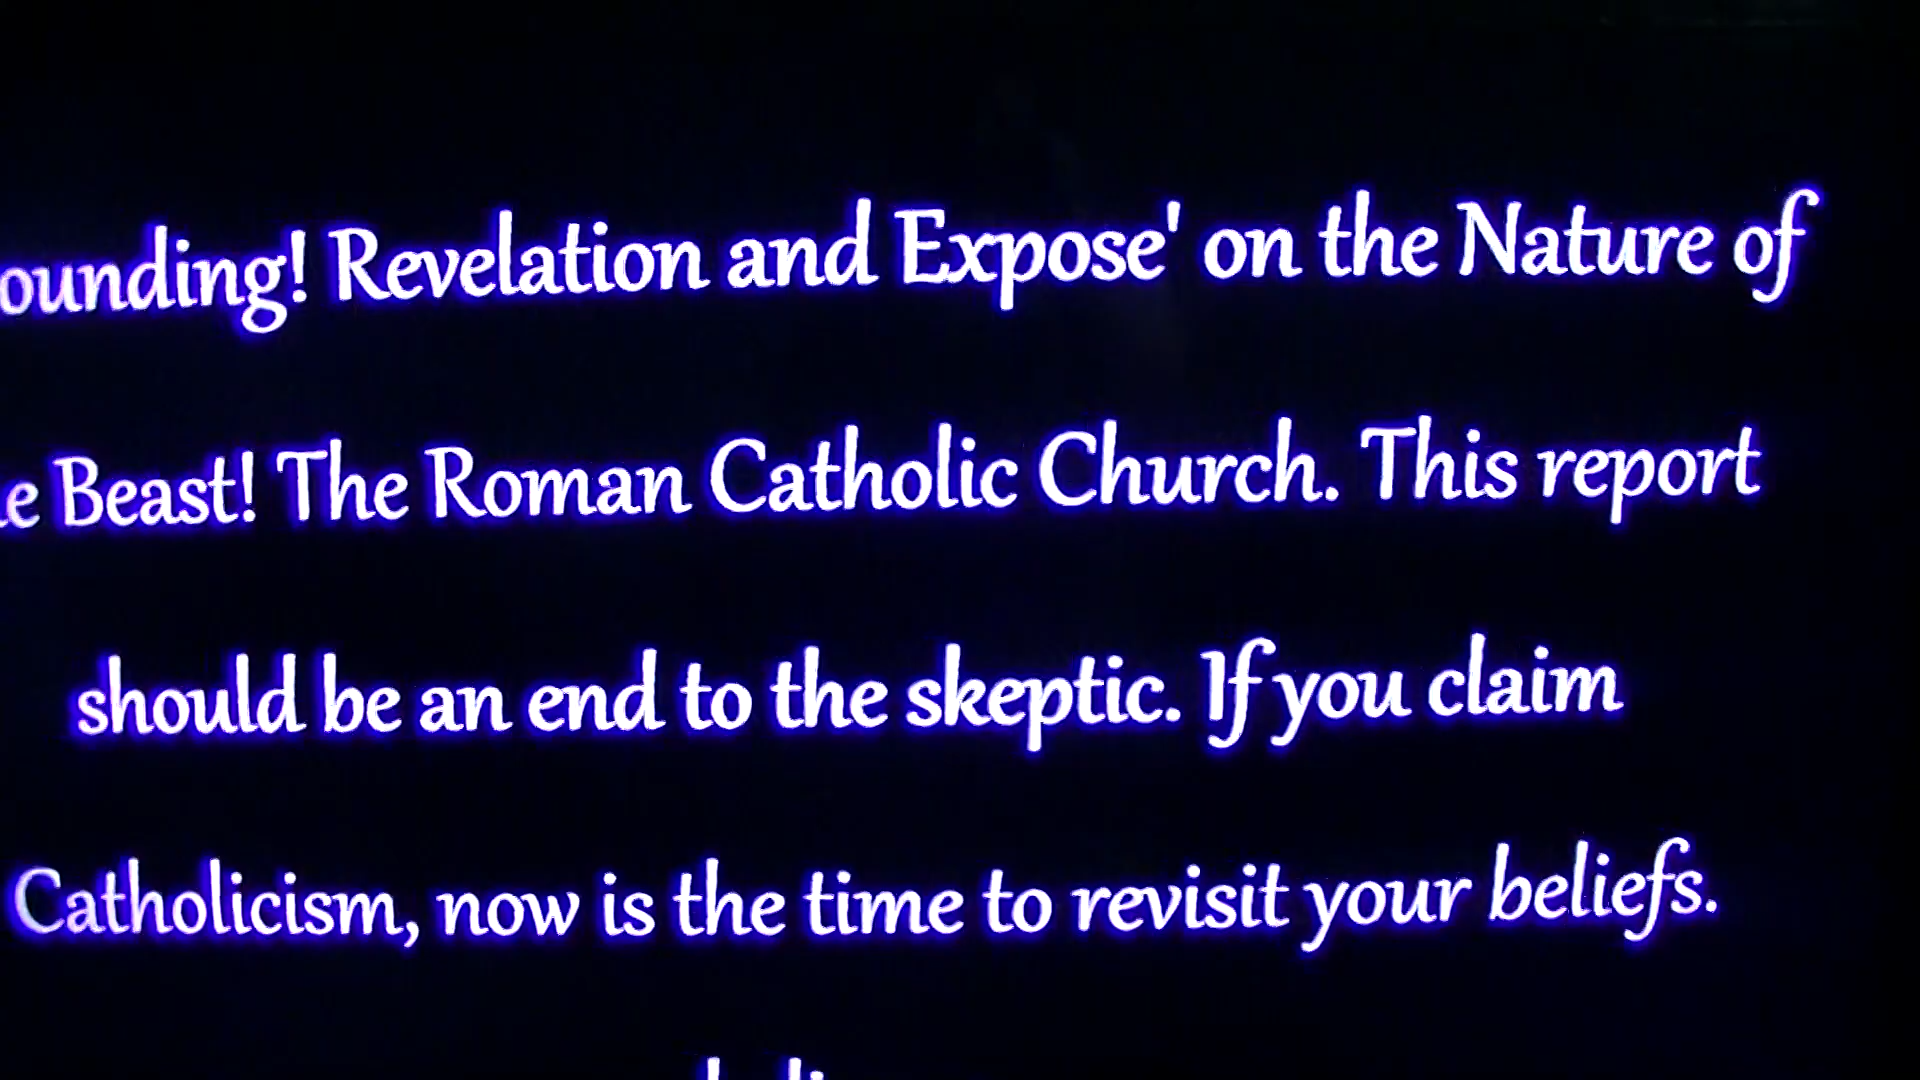 ounding! Revelation and Expose' on the Nature of
e Beast! The Roman Catholic Church. This report
should be an end to the skeptic. If you claim
Catholicism, now is the time to revisit your beliefs.